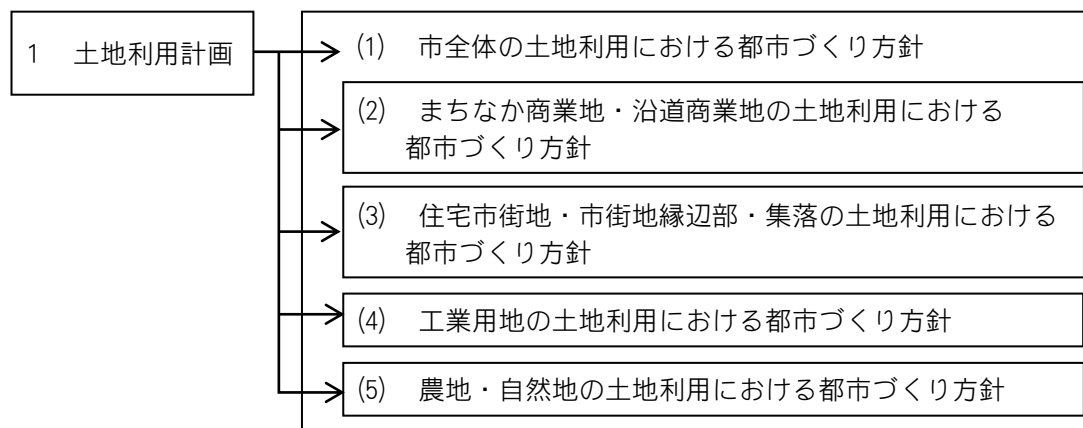 1　土地利用計画
(1)　市全体の土地利用における都市づくり方針
(2)　まちなか商業地・沿道商業地の土地利用における
都市づくり方針
(3)　住宅市街地・市街地縁辺部・集落の土地利用における
都市づくり方針
(4)　工業用地の土地利用における都市づくり方針
(5)　農地・自然地の土地利用における都市づくり方針